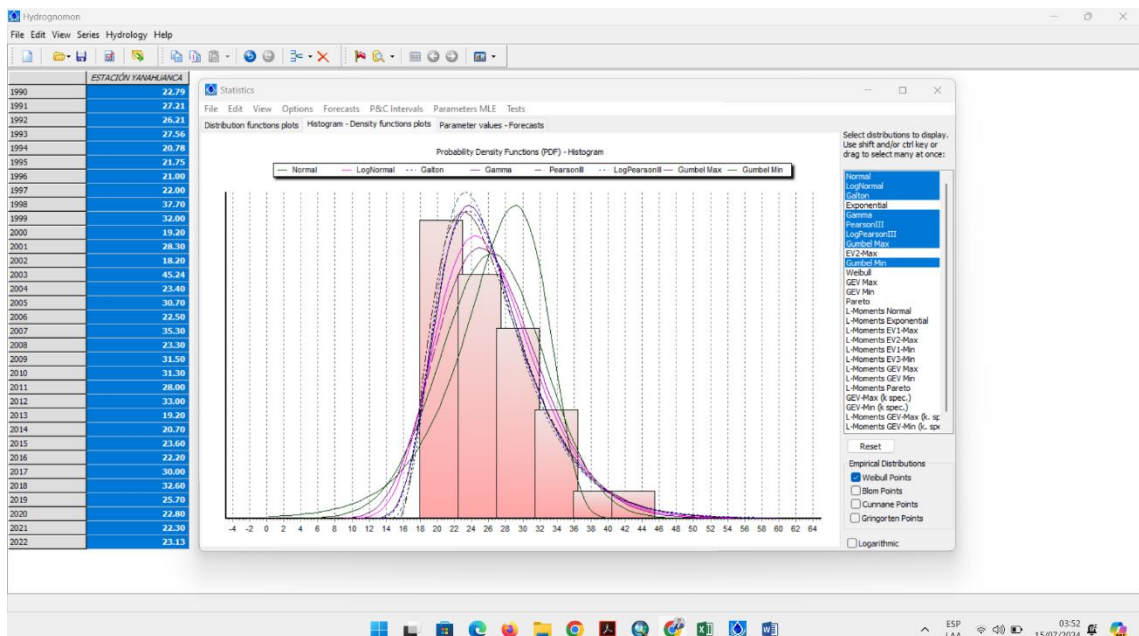 Hydrognomon
File Edit View Series Hydrology Help
ESTACIÓN YANAHUANCA
1990 22.79
1991 27.21
1992 26.21
1993 27.56
1994 20.78
1995 21.75
1996 21.00
1997 22.00
1998 37.70
1999 32.00
2000 19.20
2001 28.30
2002 18.20
2003 45.24
2004 23.40
2005 30.70
2006 22.50
2007 35.30
2008 23.30
2009 31.50
2010 31.30
2011 28.00
2012 33.00
2013 19.20
2014 20.70
2015 23.60
2016 22.20
2017 30.00
2018 32.60
2019 25.70
2020 22.80
2021 22.30
2022 23.13
Statistics
File Edit View Options Forecasts P&C Intervals Parameters MLE Tests
Distribution functions plots Histogram - Density functions plots Parameter values - Forecasts
Probability Density Functions (PDF) - Histogram
Normal LogNormal Galton Gamma PearsonIII LogPearsonIII Gumbel Max Gumbel Min
-4 -2 0 2 4 6 8 10 12 14 16 18 20 22 24 26 28 30 32 34 36 38 40 42 44 46 48 50 52 54 56 58 60 62 64
Select distributions to display.
Use shift and/or ctrl key or
drag to select many at once:
Normal
LogNormal
Galton
Exponential
Gamma
PearsonIII
LogPearsonIII
Gumbel Max
EV2-Max
Gumbel Min
Weibull
GEV Max
GEV Min
Pareto
L-Moments Normal
L-Moments Exponential
L-Moments EV1-Max
L-Moments EV2-Max
L-Moments EV1-Min
L-Moments EV3-Min
L-Moments GEV Max
L-Moments GEV Min
L-Moments Pareto
GEV-Max (k spec.)
GEV-Min (k spec.)
L-Moments GEV-Max (k. sp
L-Moments GEV-Min (k. spe
Reset
Empirical Distributions
Weibull Points
Blom Points
Cunnane Points
Gringorten Points
Logarithmic
ESP
LAA
03:52
15/07/2024